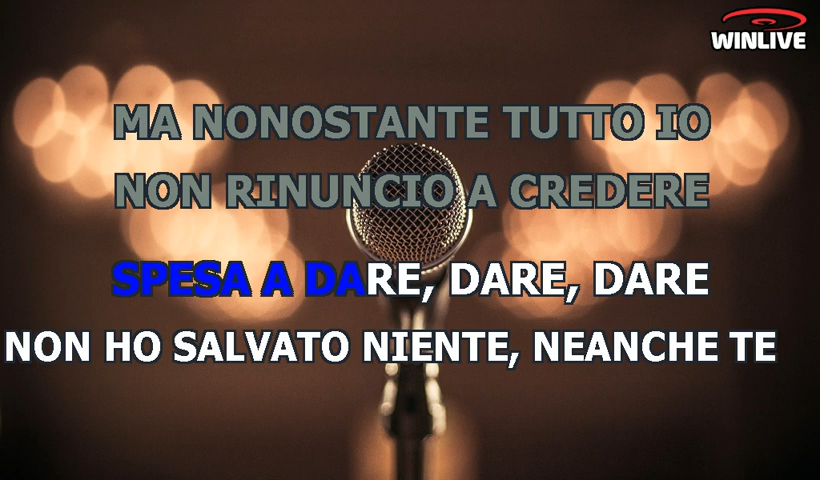 WINLIVE
MA NONOSTANTE TUTTO IO
NON RINUNCIO A CREDERE
SPESA A DARE, DARE, DARE
NON HO SALVATO NIENTE, NEANCHE TE